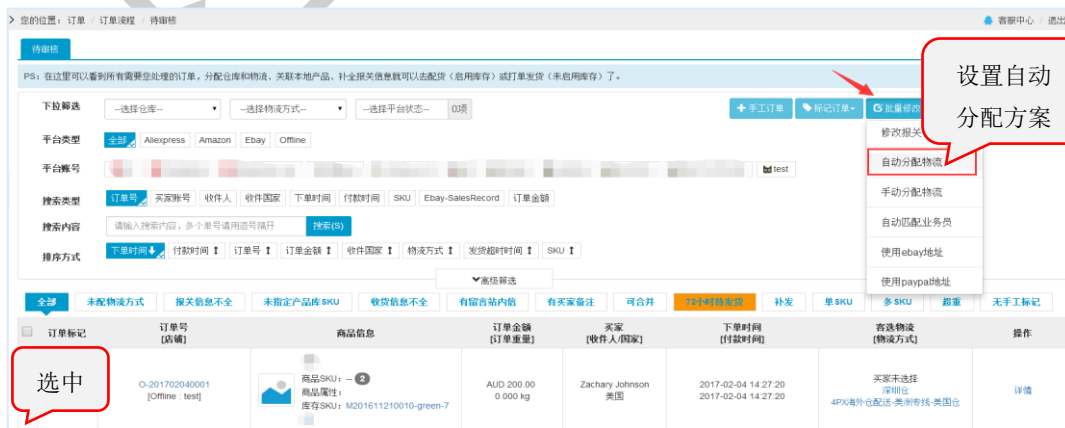 您的位置：订单 / 订单流程 / 待审核
客服中心 / 退出
待审核
PS：在这里可以看到所有需要您处理的订单，分配仓库和物流、关联本地产品、补全报关信息就可以去配货（启用库存）或打单发货（未启用库存）了。
设置自动
分配方案
下拉筛选 --选择仓库-- --选择物流方式-- --选择平台状态-- 0项 手工订单 标记订单 批量修改
平台类型 全部 Aliexpress Amazon Ebay Offline
平台账号 test
搜索类型 订单号 买家账号 收件人 收件国家 下单时间 付款时间 SKU Ebay-SalesRecord 订单金额
搜索内容 请输入搜索内容，多个单号请用逗号隔开 搜索(S)
排序方式 下单时间 付款时间 订单号 订单金额 收件国家 物流方式 发货超时时间 SKU
修改报关
自动分配物流
手动分配物流
自动匹配业务员
使用ebay地址
使用paypal地址
高级筛选
全部 未配物流方式 报关信息不全 未指定产品库SKU 收货信息不全 有留言站内信 有买家备注 可合并 72小时待发货 补发 单SKU 多SKU 超重 无手工标记
订单标记 订单号 商品信息 订单金额 买家 下单时间 客选物流 操作
[店铺] [订单重量] [收件人/国家] [付款时间] [物流方式]
选中
O-201702040001
[Offline : test]
商品SKU：-- 2
商品属性：
库存SKU：M201611210010-green-7
AUD 200.00
0.000 kg
Zachary Johnson
美国
2017-02-04 14:27:20
2017-02-04 14:27:20
买家未选择
深圳仓
4PX海外仓配送-美洲专线-美国仓
详情